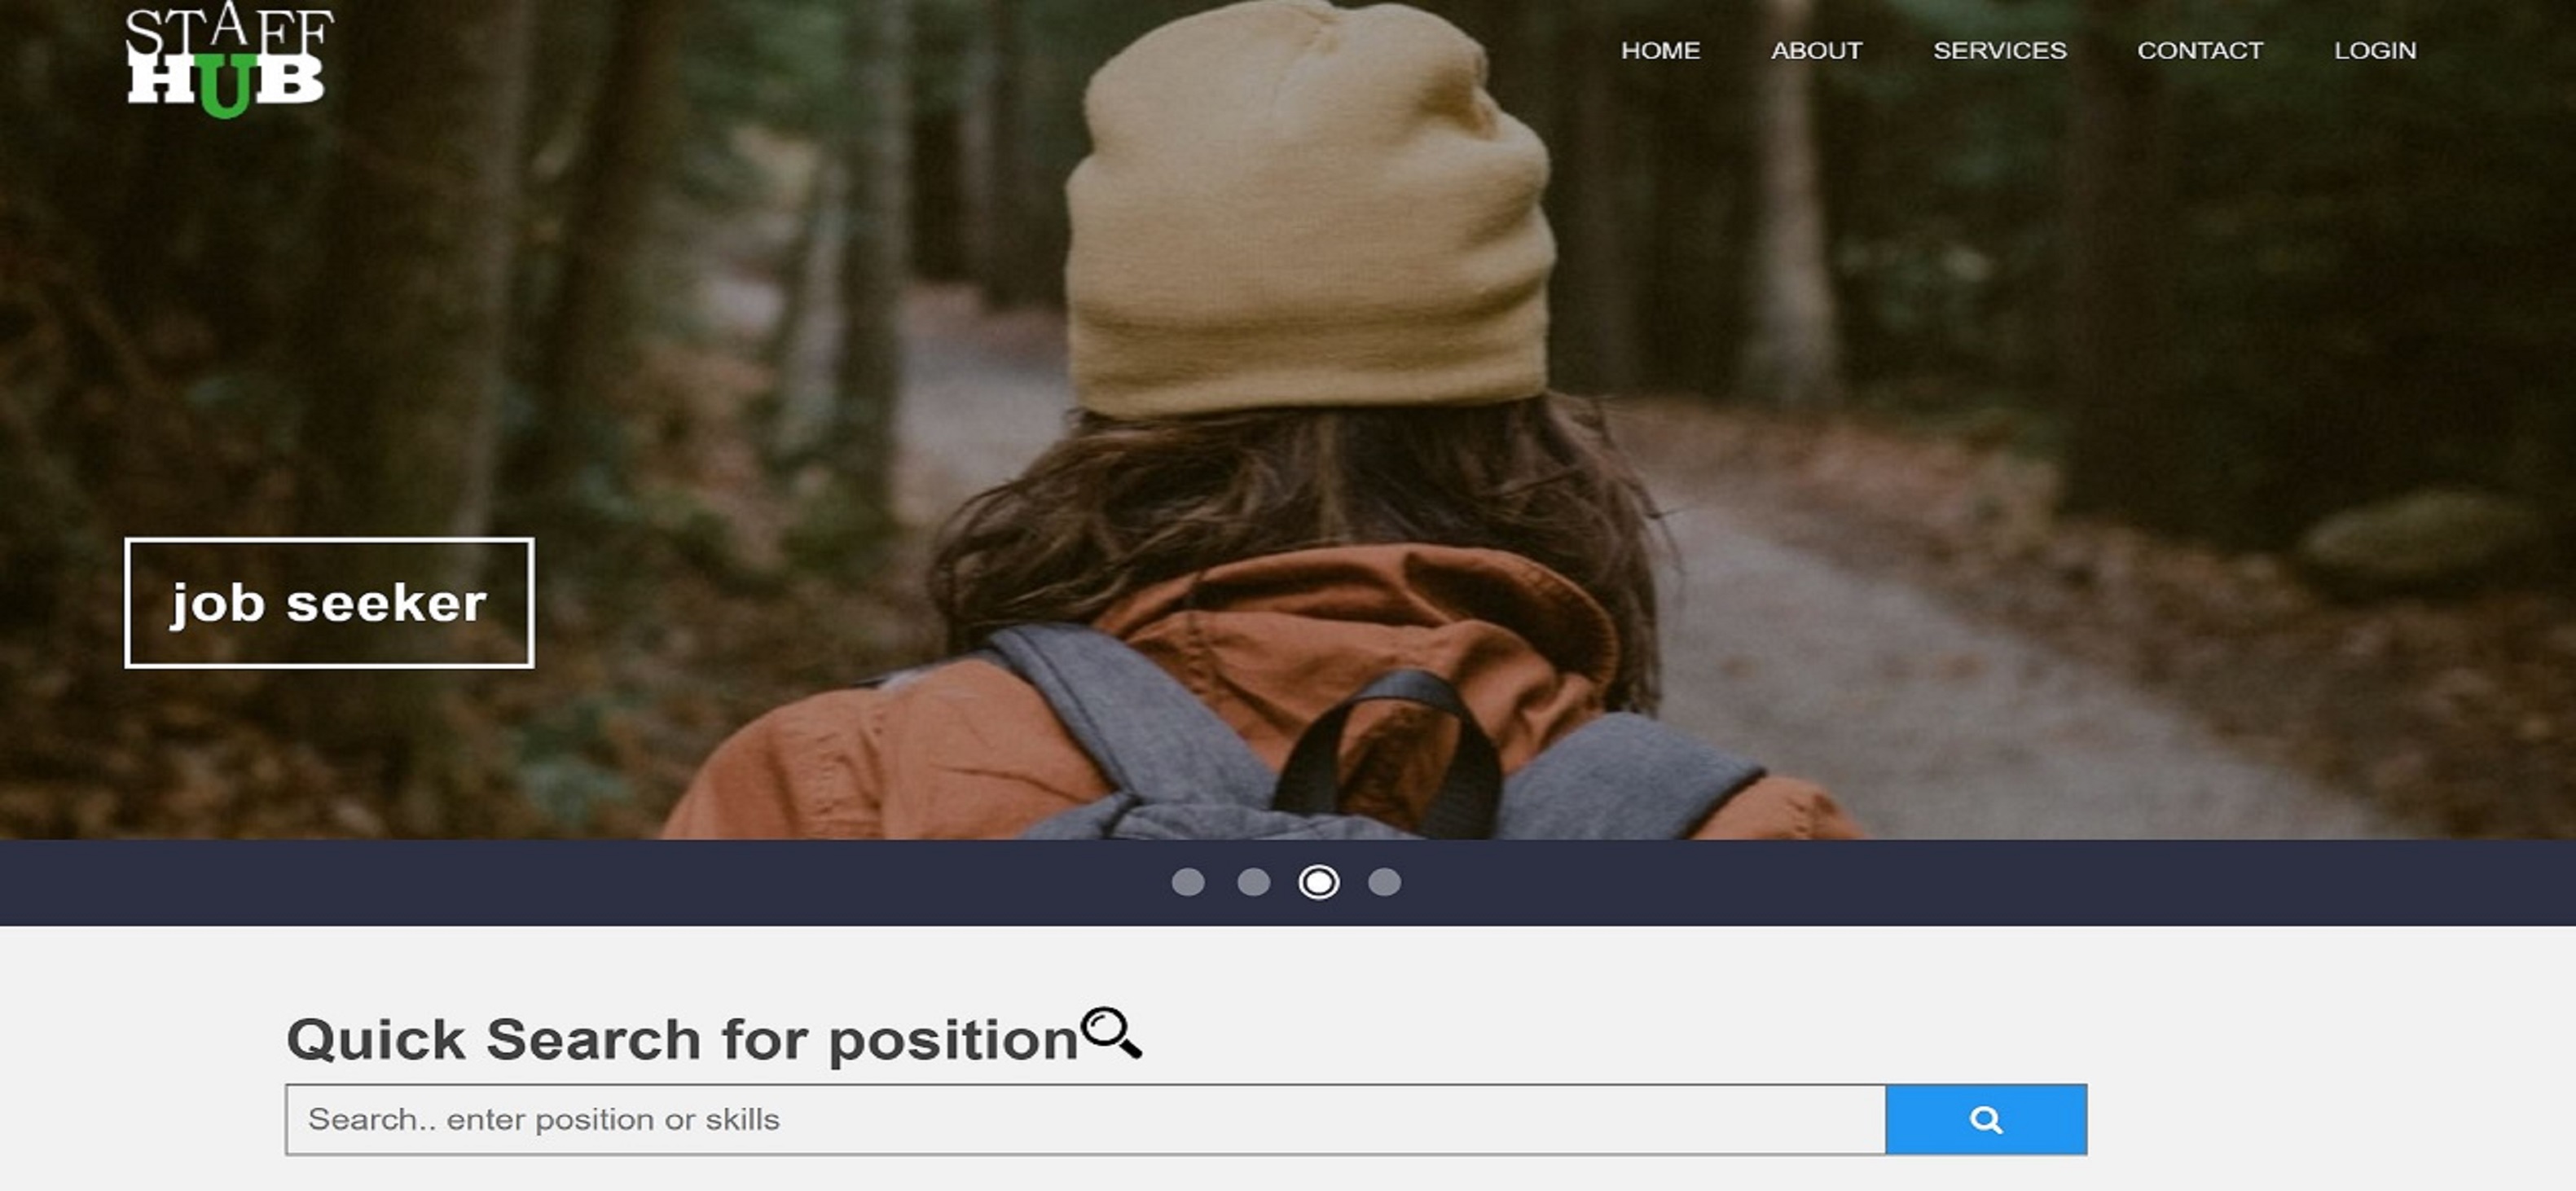 STAFF
HUB
HOME ABOUT SERVICES CONTACT LOGIN
job seeker
Quick Search for position
Search.. enter position or skills